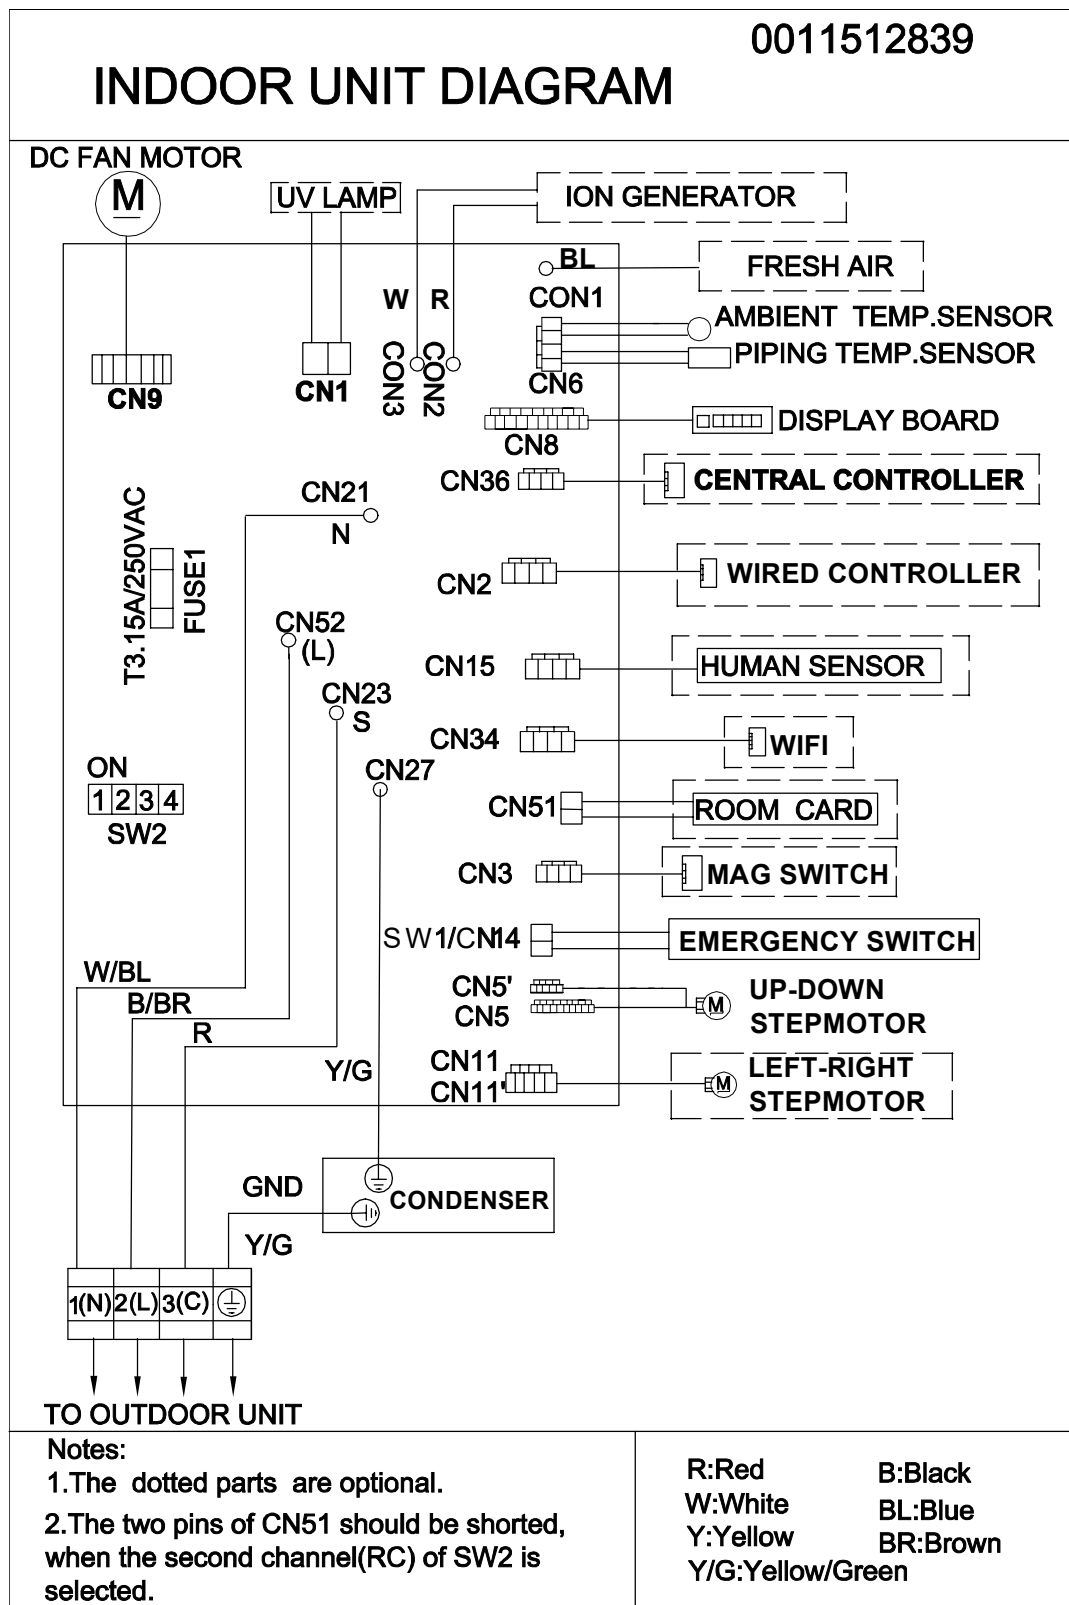 0011512839
INDOOR UNIT DIAGRAM
DC FAN MOTOR
M
UV LAMP
ION GENERATOR
BL
FRESH AIR
W R
CON1
AMBIENT TEMP.SENSOR
PIPING TEMP.SENSOR
CN9
CN1
CON3
CON2
CN6
DISPLAY BOARD
CN8
CN36
CENTRAL CONTROLLER
CN21
N
T3.15A/250VAC
FUSE1
CN2
WIRED CONTROLLER
CN52
(L)
CN15
HUMAN SENSOR
CN23
S
CN34
WIFI
ON
1 2 3 4
SW2
CN27
CN51
ROOM CARD
CN3
MAG SWITCH
SW1/CN14
EMERGENCY SWITCH
W/BL
B/BR
R
CN5'
CN5
M
UP-DOWN
STEPMOTOR
Y/G
CN11
CN11'
M
LEFT-RIGHT
STEPMOTOR
GND
CONDENSER
Y/G
1(N) 2(L) 3(C)
TO OUTDOOR UNIT
Notes:
1.The dotted parts are optional.
2.The two pins of CN51 should be shorted,
when the second channel(RC) of SW2 is
selected.
R:Red B:Black
W:White BL:Blue
Y:Yellow BR:Brown
Y/G:Yellow/Green